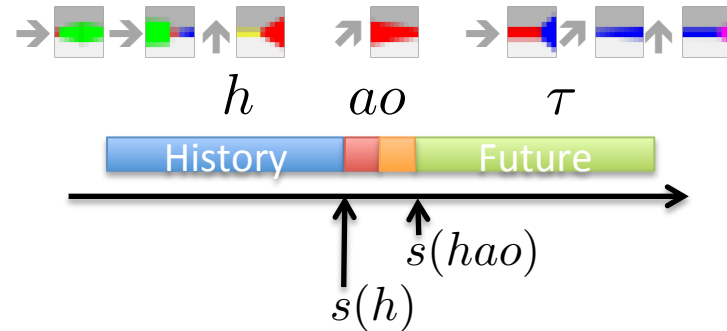 h ao τ
History Future
s(hao)
s(h)